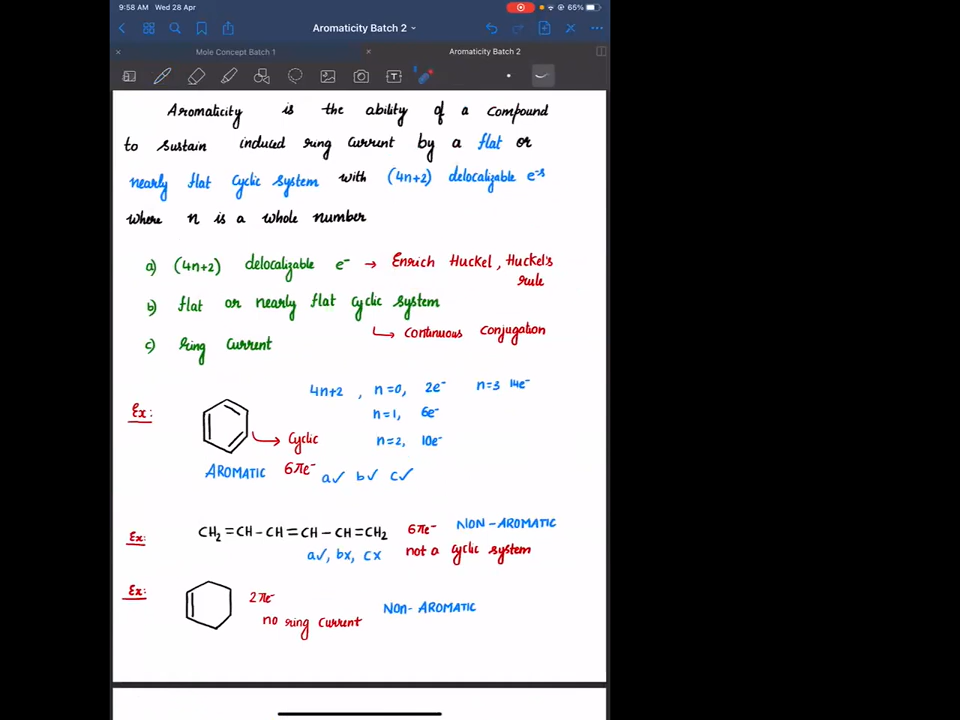 9:58 AM Wed 28 Apr
65%
Aromaticity Batch 2
Mole Concept Batch 1
Aromaticity Batch 2
Aromaticity is the ability of a compound
to sustain induced ring current by a flat or
nearly flat cyclic system with (4n+2) delocalizable e-s
where n is a whole number
a) (4n+2) delocalizable e⁻ → Enrich Huckel, Huckel's
rule
b) flat or nearly flat cyclic system
↳ continuous conjugation
c) ring current
4n+2, n=0, 2e⁻ n=3 14e⁻
n=1, 6e⁻
n=2, 10e⁻
Ex:
→ cyclic
AROMATIC 6πe⁻ a✓ b✓ c✓
Ex: CH₂=CH-CH=CH-CH=CH₂ 6πe⁻ NON-AROMATIC
a✓, bx, cx not a cyclic system
Ex: 2πe⁻
no ring current NON-AROMATIC